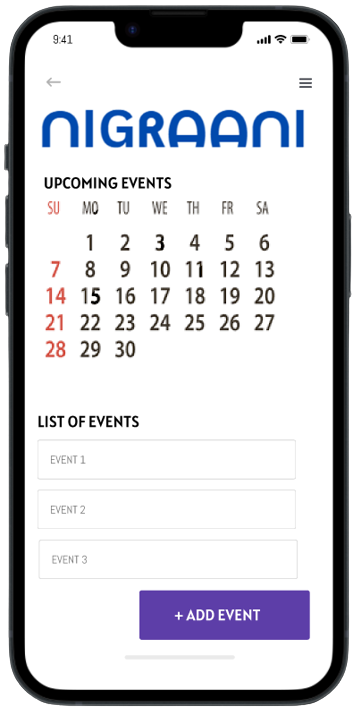 9:41
NIGRAANI
UPCOMING EVENTS
SU MO TU WE TH FR SA
1 2 3 4 5 6
7 8 9 10 11 12 13
14 15 16 17 18 19 20
21 22 23 24 25 26 27
28 29 30
LIST OF EVENTS
EVENT 1
EVENT 2
EVENT 3
+ ADD EVENT